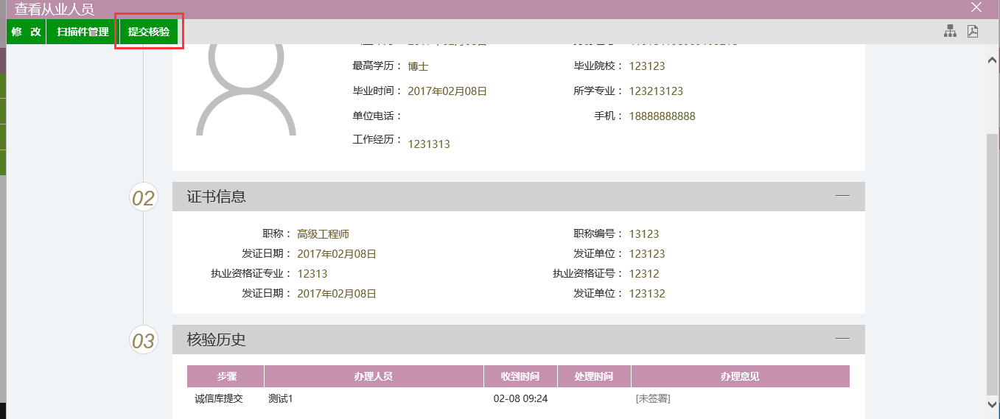 查看从业人员
修 改 扫描件管理 提交核验
最高学历： 博士 毕业院校： 123123
毕业时间： 2017年02月08日 所学专业： 123213123
单位电话： 手机： 18888888888
工作经历： 1231313
02 证书信息
职称： 高级工程师 职称编号： 13123
发证日期： 2017年02月08日 发证单位： 123123
执业资格证专业： 12313 执业资格证号： 12312
发证日期： 2017年02月08日 发证单位： 123132
03 核验历史
步骤 办理人员 收到时间 处理时间 办理意见
诚信库提交 测试1 02-08 09:24 [未签署]